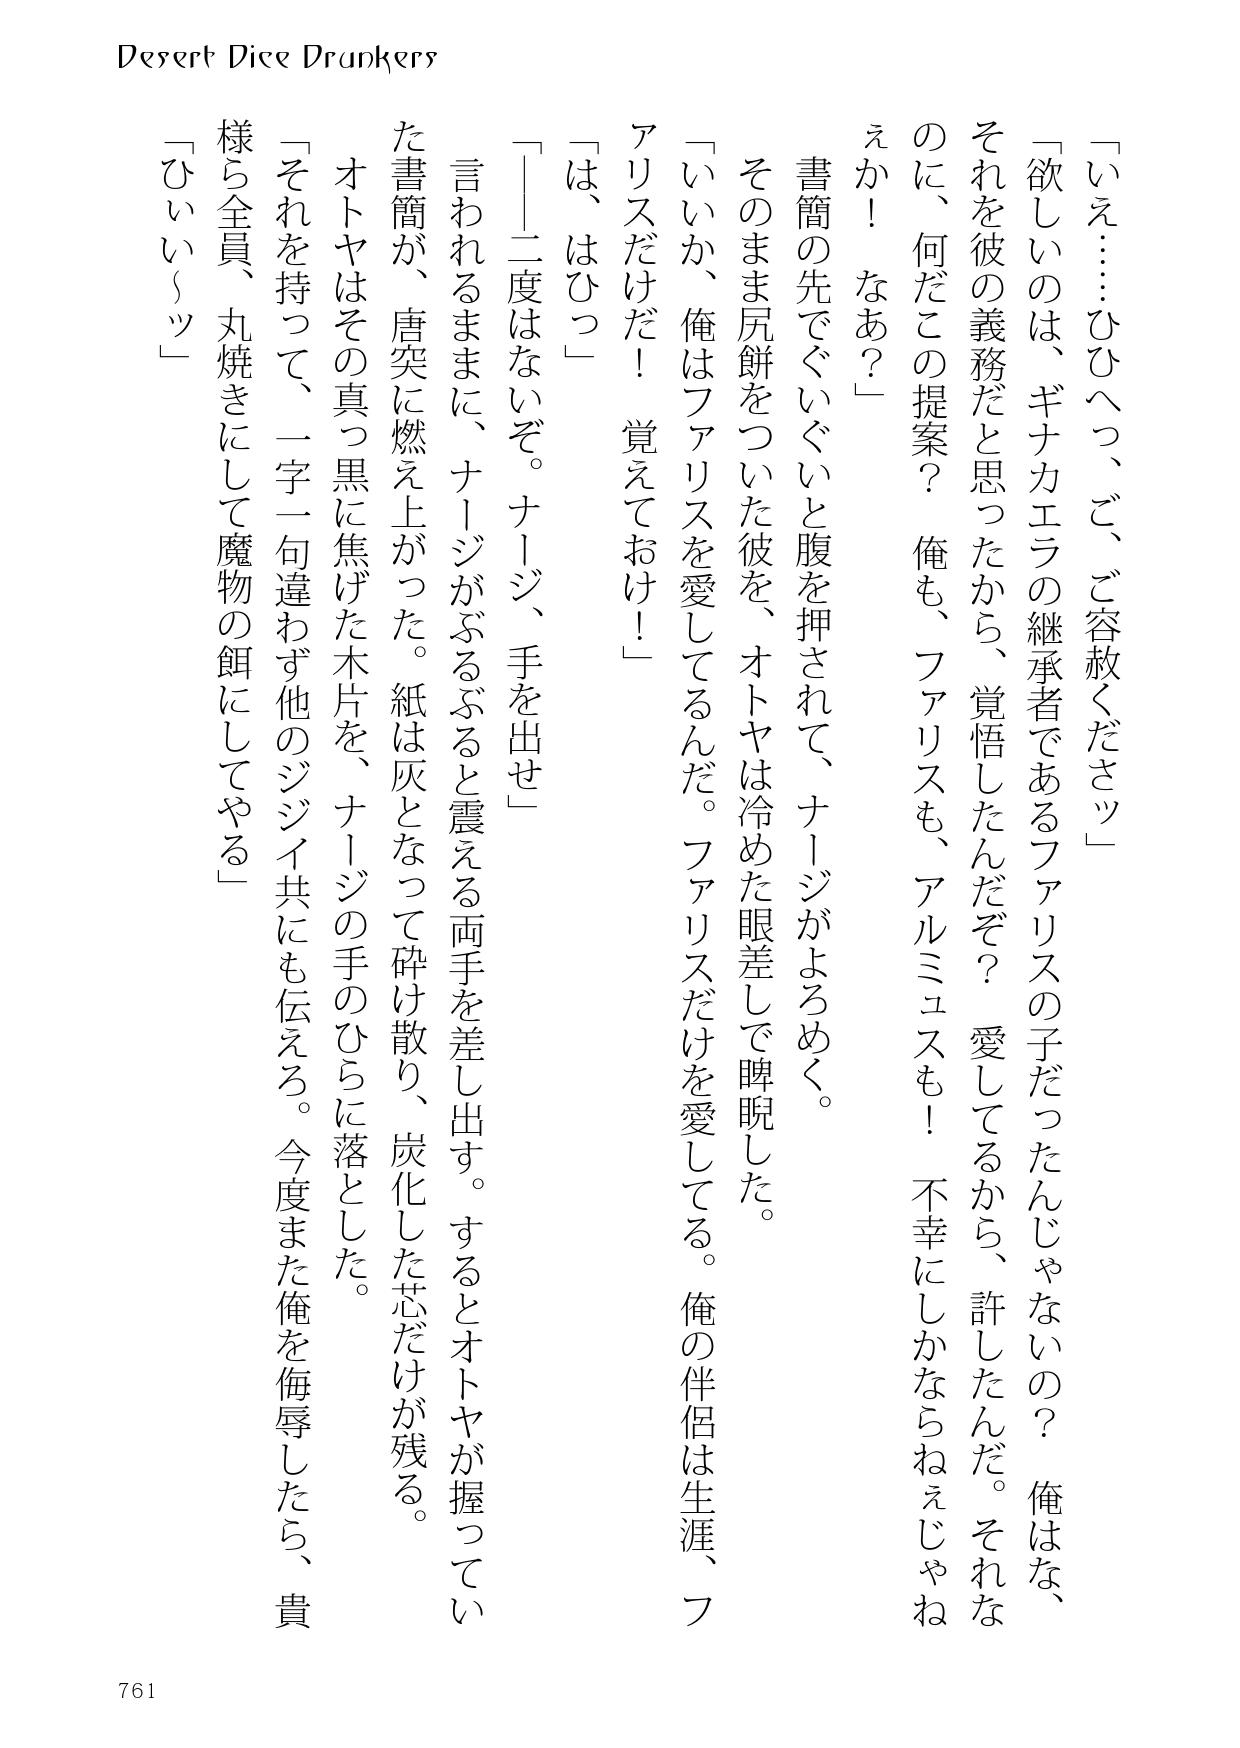 Desert Dice Drunkers
「いえ……ひひへっ、ご、ご容赦くださッ」
「欲しいのは、ギナカエラの継承者であるファリスの子だったんじゃないの？　俺はな、
それを彼の義務だと思ったから、覚悟したんだぞ？　愛してるから、許したんだ。それな
のに、何だこの提案？　俺も、ファリスも、アルミュスも！　不幸にしかならねぇじゃね
ぇか！　なあ？」
　書簡の先でぐいぐいと腹を押されて、ナージがよろめく。
　そのまま尻餅をついた彼を、オトヤは冷めた眼差しで睥睨した。
「いいか、俺はファリスを愛してるんだ。ファリスだけを愛してる。俺の伴侶は生涯、フ
ァリスだけだ！　覚えておけ！」
「は、はひっ」
「――二度はないぞ。ナージ、手を出せ」
　言われるままに、ナージがぶるぶると震える両手を差し出す。するとオトヤが握ってい
た書簡が、唐突に燃え上がった。紙は灰となって砕け散り、炭化した芯だけが残る。
　オトヤはその真っ黒に焦げた木片を、ナージの手のひらに落とした。
「それを持って、一字一句違わず他のジジイ共にも伝えろ。今度また俺を侮辱したら、貴
様ら全員、丸焼きにして魔物の餌にしてやる」
「ひぃい～ッ」
761